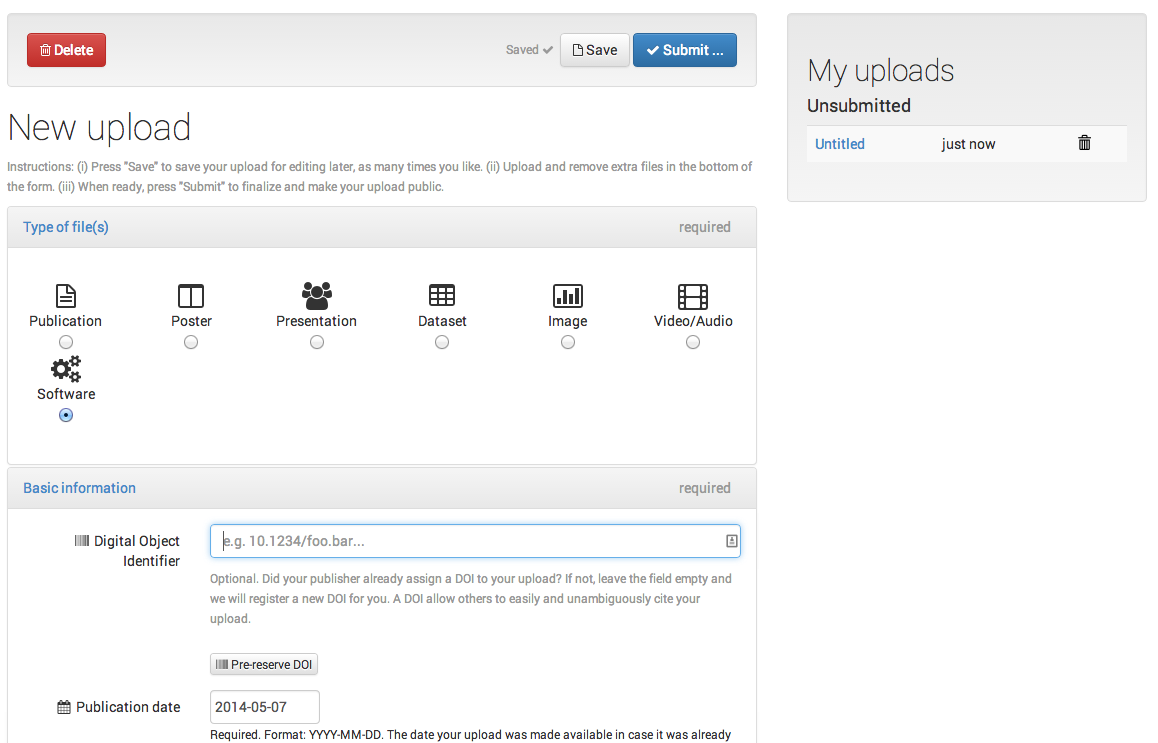 Delete
Saved
Save
Submit ...
New upload
Instructions: (i) Press "Save" to save your upload for editing later, as many times you like. (ii) Upload and remove extra files in the bottom of
the form. (iii) When ready, press "Submit" to finalize and make your upload public.
Type of file(s)
required
Publication
Poster
Presentation
Dataset
Image
Video/Audio
Software
Basic information
required
Digital Object
Identifier
e.g. 10.1234/foo.bar...
Optional. Did your publisher already assign a DOI to your upload? If not, leave the field empty and
we will register a new DOI for you. A DOI allow others to easily and unambiguously cite your
upload.
Pre-reserve DOI
Publication date
2014-05-07
Required. Format: YYYY-MM-DD. The date your upload was made available in case it was already
My uploads
Unsubmitted
Untitled
just now